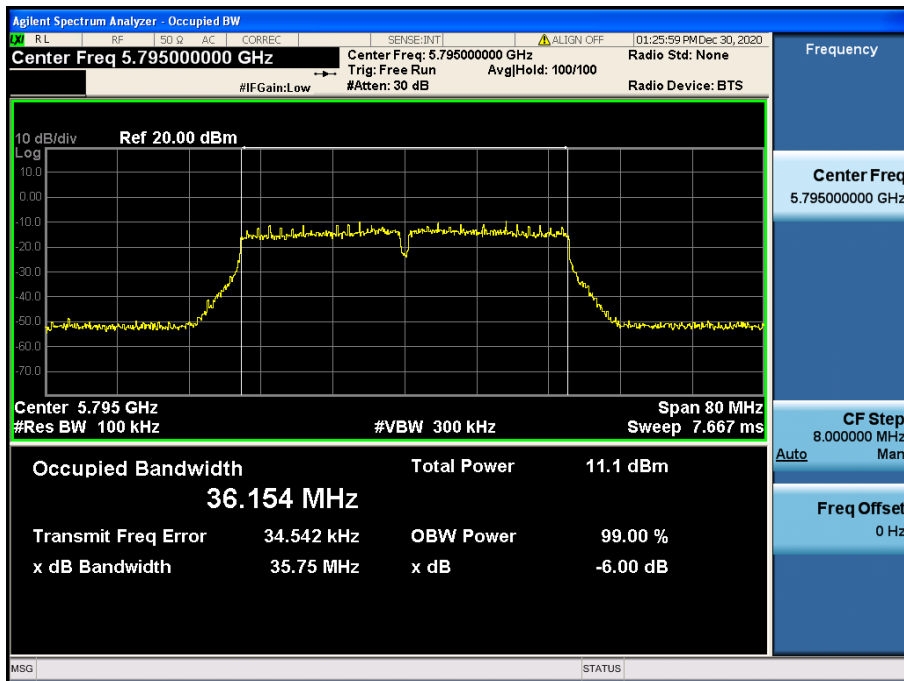 Agilent Spectrum Analyzer - Occupied BW
LXI RL RF 50 Ω AC CORREC SENSE:INT ALIGN OFF 01:25:59 PM Dec 30, 2020
Center Freq 5.795000000 GHz
Center Freq: 5.795000000 GHz
Radio Std: None
Trig: Free Run Avg|Hold: 100/100
#IFGain:Low
#Atten: 30 dB
Radio Device: BTS
10 dB/div Ref 20.00 dBm
Log
10.0
0.00
-10.0
-20.0
-30.0
-40.0
-50.0
-60.0
-70.0
Center 5.795 GHz Span 80 MHz
#Res BW 100 kHz #VBW 300 kHz Sweep 7.667 ms
Occupied Bandwidth Total Power 11.1 dBm
36.154 MHz
Transmit Freq Error 34.542 kHz OBW Power 99.00 %
x dB Bandwidth 35.75 MHz x dB -6.00 dB
MSG STATUS
Frequency
Center Freq
5.795000000 GHz
CF Step
8.000000 MHz
Auto Man
Freq Offset
0 Hz